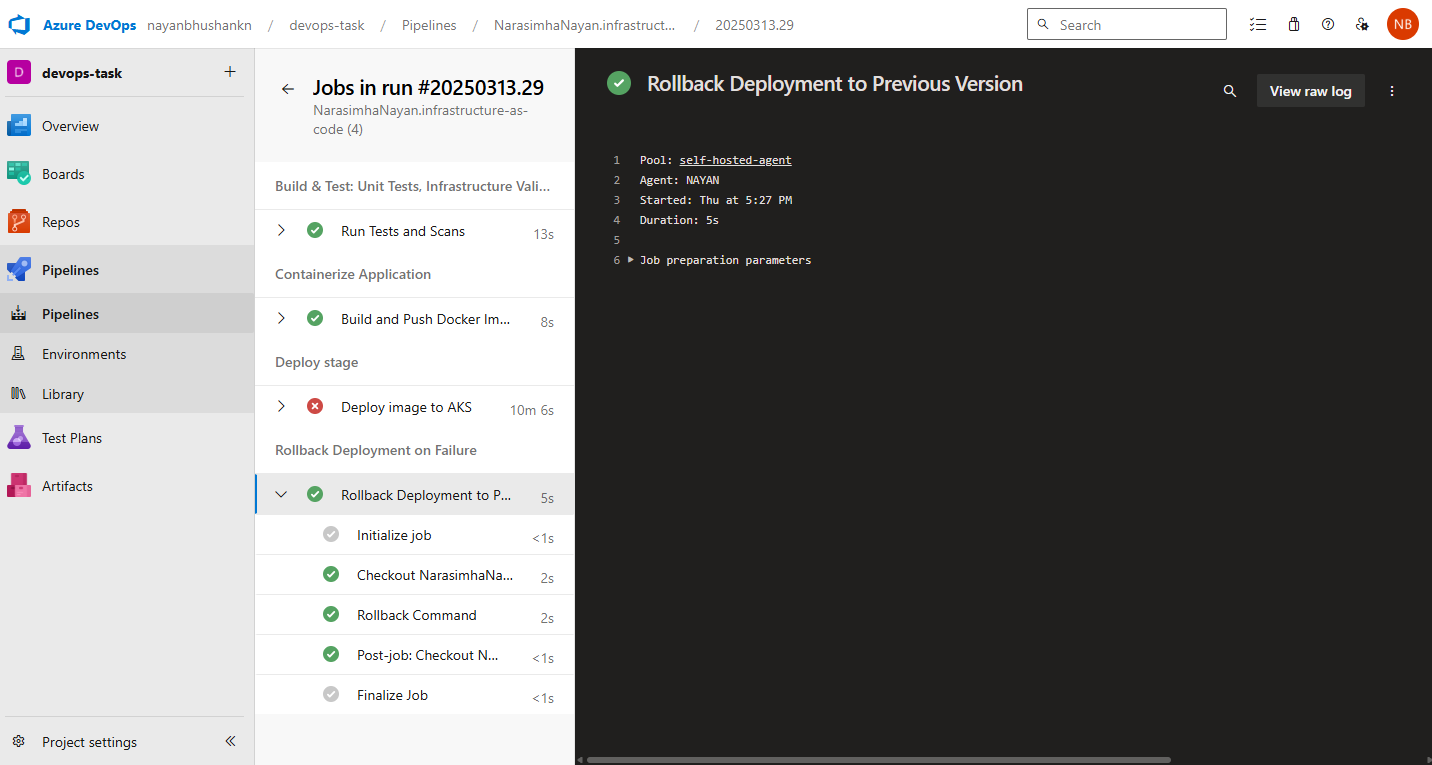 Azure DevOps nayanbhushankn / devops-task / Pipelines / NarasimhaNayan.infrastruct... / 20250313.29
Search
NB
D devops-task +
Overview
Boards
Repos
Pipelines
Pipelines
Environments
Library
Test Plans
Artifacts
Project settings
Jobs in run #20250313.29
NarasimhaNayan.infrastructure-as-
code (4)
Build & Test: Unit Tests, Infrastructure Vali...
Run Tests and Scans 13s
Containerize Application
Build and Push Docker Im... 8s
Deploy stage
Deploy image to AKS 10m 6s
Rollback Deployment on Failure
Rollback Deployment to P... 5s
Initialize job <1s
Checkout NarasimhaNa... 2s
Rollback Command 2s
Post-job: Checkout N... <1s
Finalize Job <1s
Rollback Deployment to Previous Version
View raw log
1 Pool: self-hosted-agent
2 Agent: NAYAN
3 Started: Thu at 5:27 PM
4 Duration: 5s
5
6 Job preparation parameters